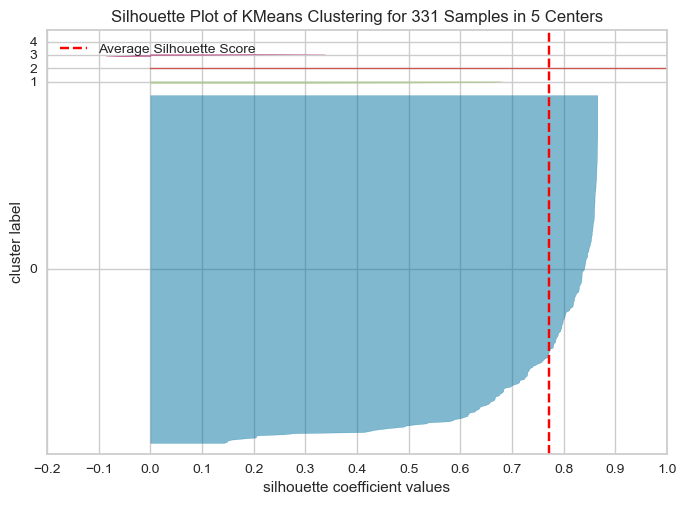 Silhouette Plot of KMeans Clustering for 331 Samples in 5 Centers
Average Silhouette Score
4
3
2
1
0
cluster label
−0.2 −0.1 0.0 0.1 0.2 0.3 0.4 0.5 0.6 0.7 0.8 0.9 1.0
silhouette coefficient values